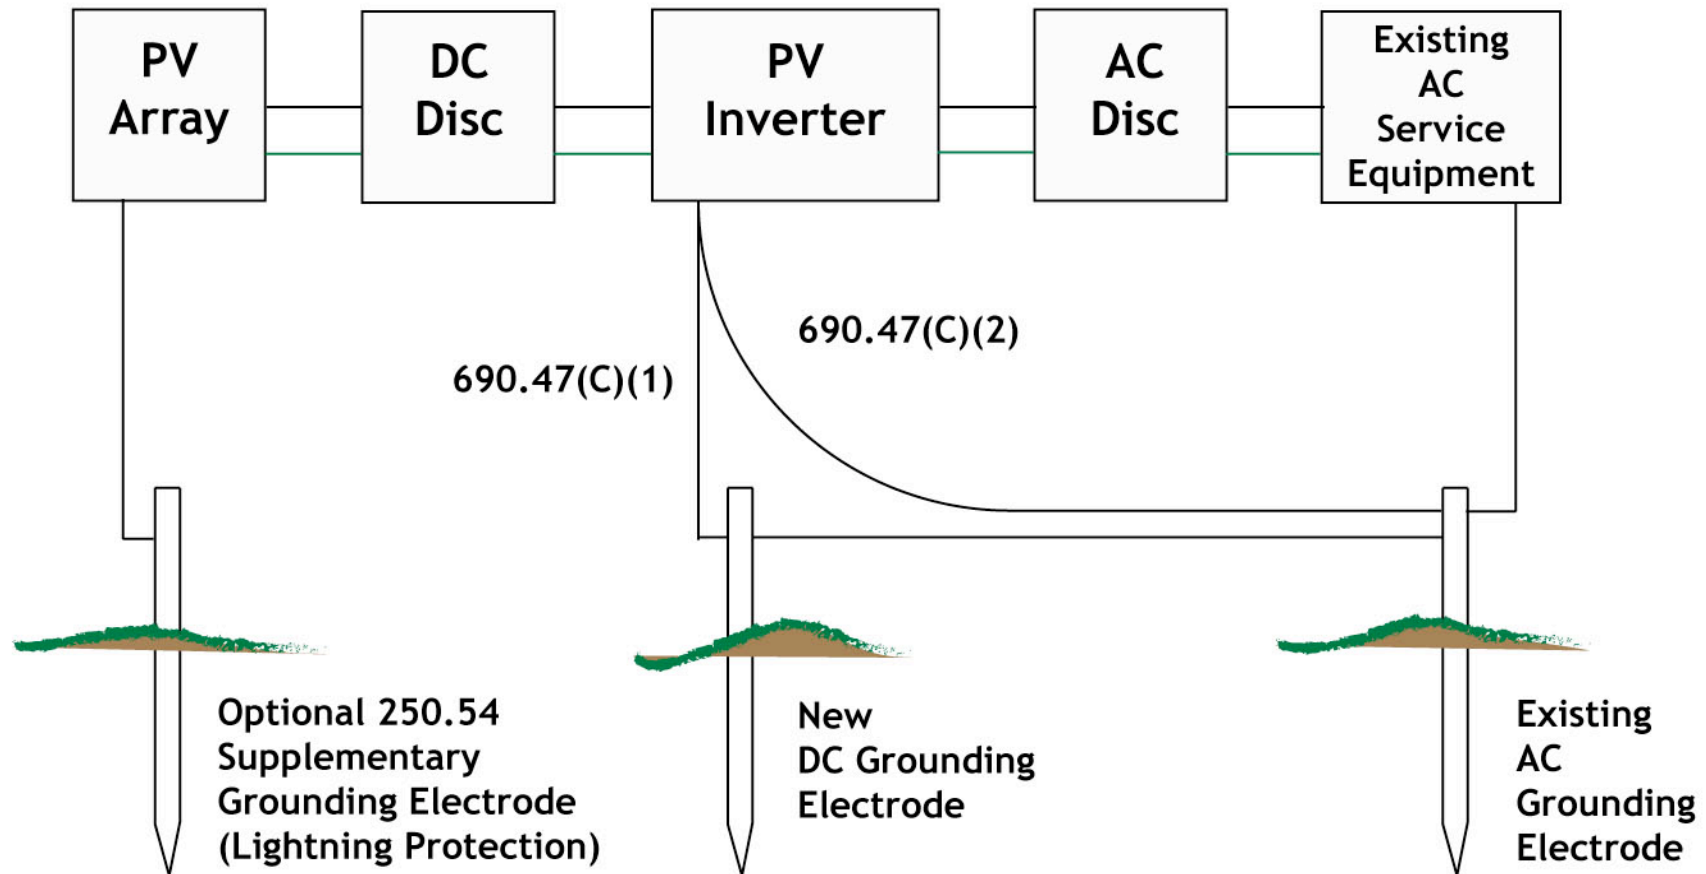 PV
Array
DC
Disc
PV
Inverter
AC
Disc
Existing
AC
Service
Equipment
690.47(C)(2)
690.47(C)(1)
Optional 250.54
Supplementary
Grounding Electrode
(Lightning Protection)
New
DC Grounding
Electrode
Existing
AC
Grounding
Electrode